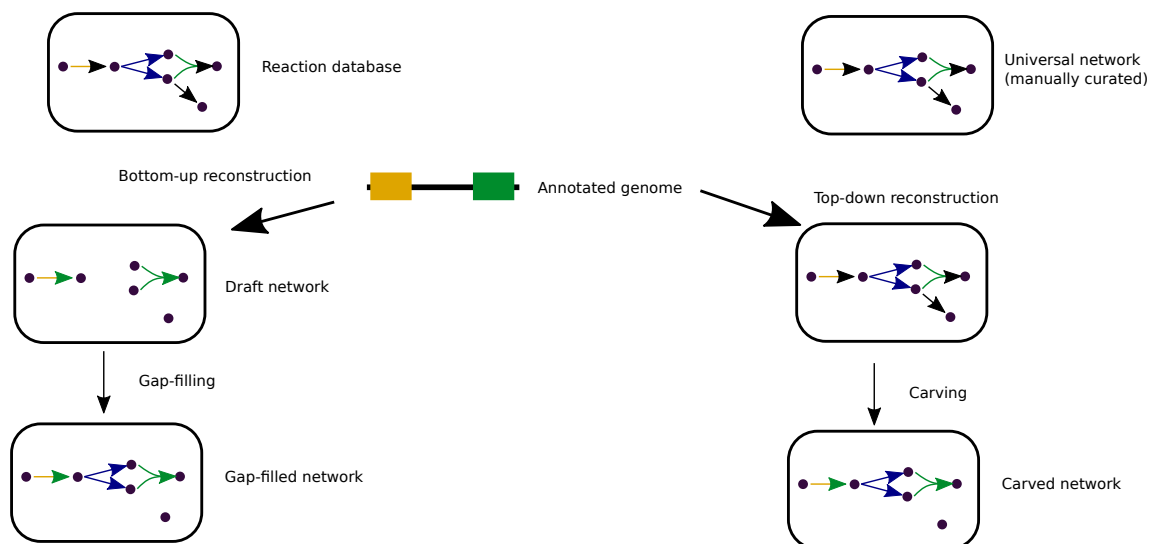 Reaction database
Universal network
(manually curated)
Bottom-up reconstruction
Annotated genome
Top-down reconstruction
Draft network
Gap-filling
Carving
Gap-filled network
Carved network